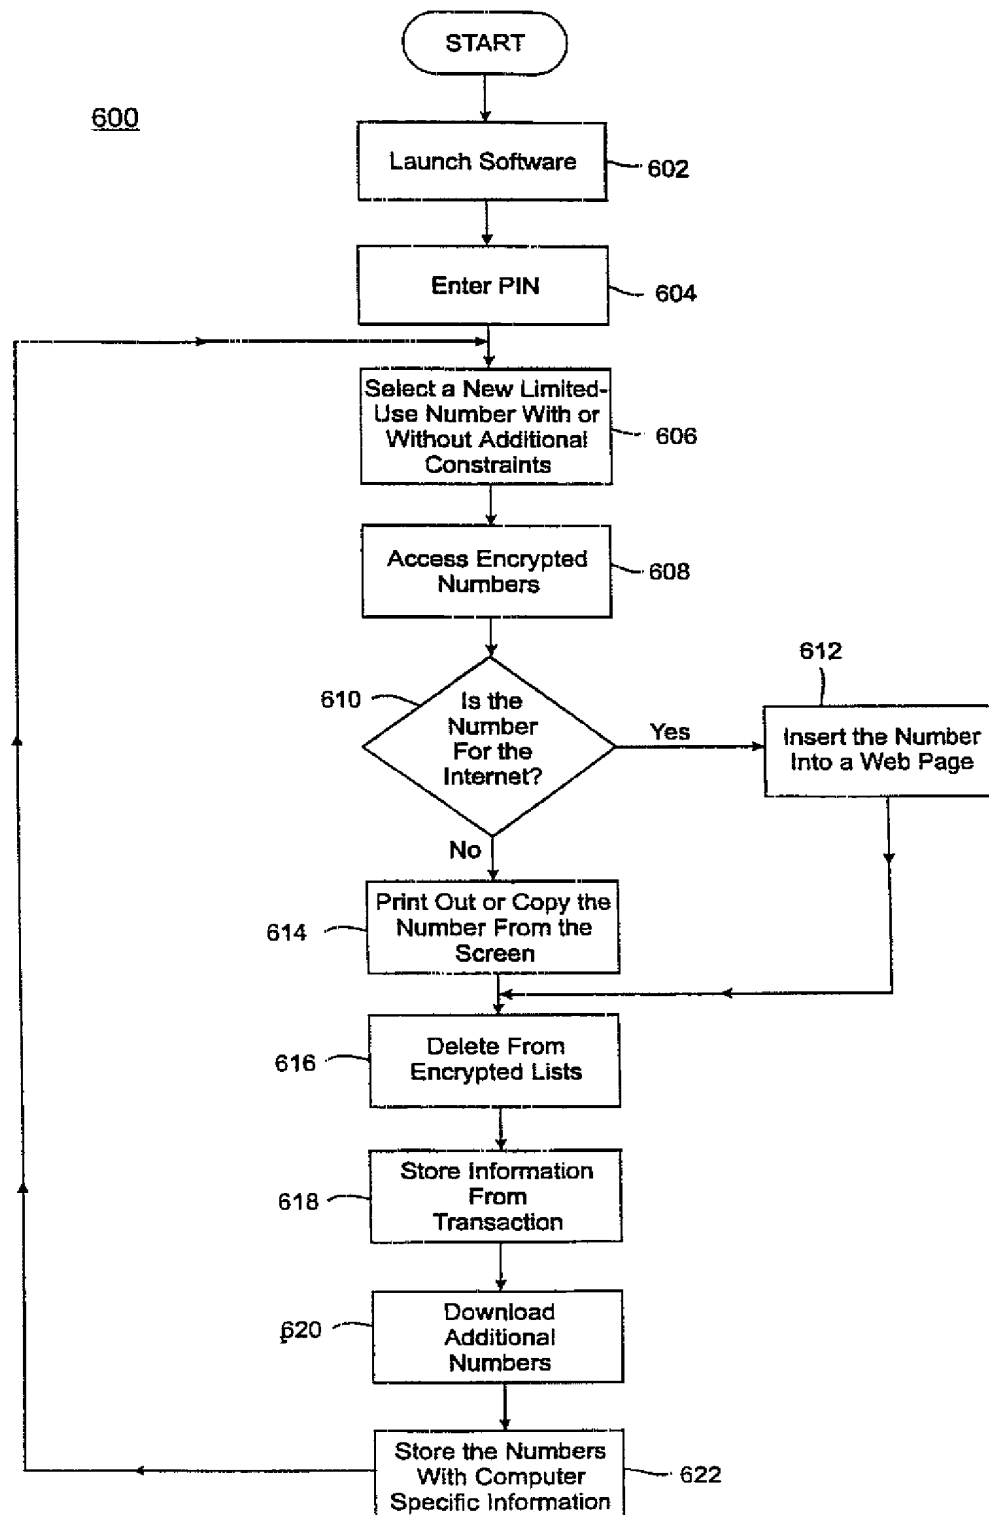 START
600
Launch Software
602
Enter PIN
604
Select a New Limited-
Use Number With or
Without Additional
Constraints
606
Access Encrypted
Numbers
608
610
Is the
Number
For the
Internet?
Yes
612
Insert the Number
Into a Web Page
No
614
Print Out or Copy the
Number From the
Screen
616
Delete From
Encrypted Lists
618
Store Information
From
Transaction
620
Download
Additional
Numbers
Store the Numbers
With Computer
Specific Information
622